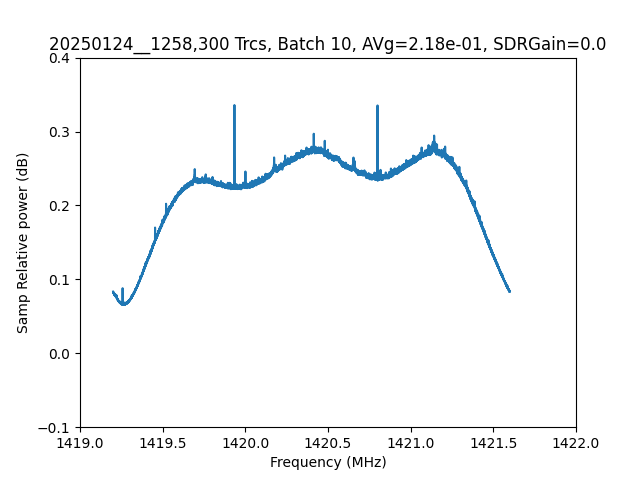 20250124__1258,300 Trcs, Batch 10, AVg=2.18e-01, SDRGain=0.0
0.4
0.3
0.2
0.1
0.0
−0.1
Samp Relative power (dB)
1419.0 1419.5 1420.0 1420.5 1421.0 1421.5 1422.0
Frequency (MHz)